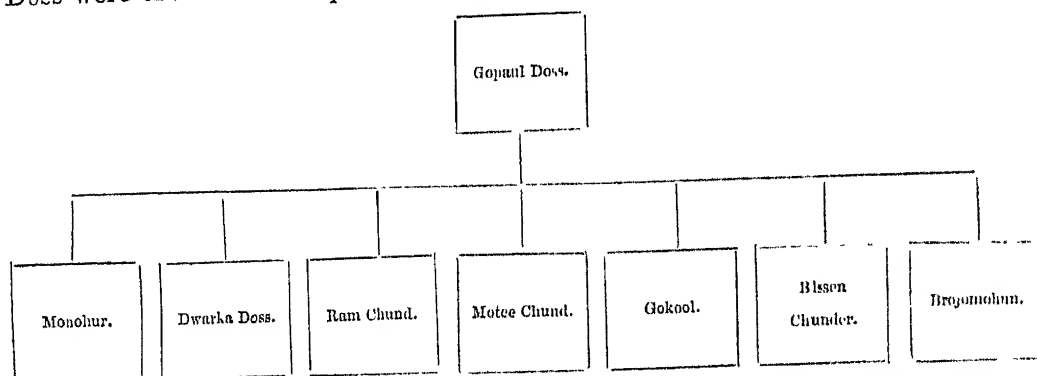 Doss were
Gopaul Doss.
Monohur.
Dwarka Doss.
Ram Chund.
Motee Chund.
Gokool.
Bissen
Chunder.
Brojomohun.